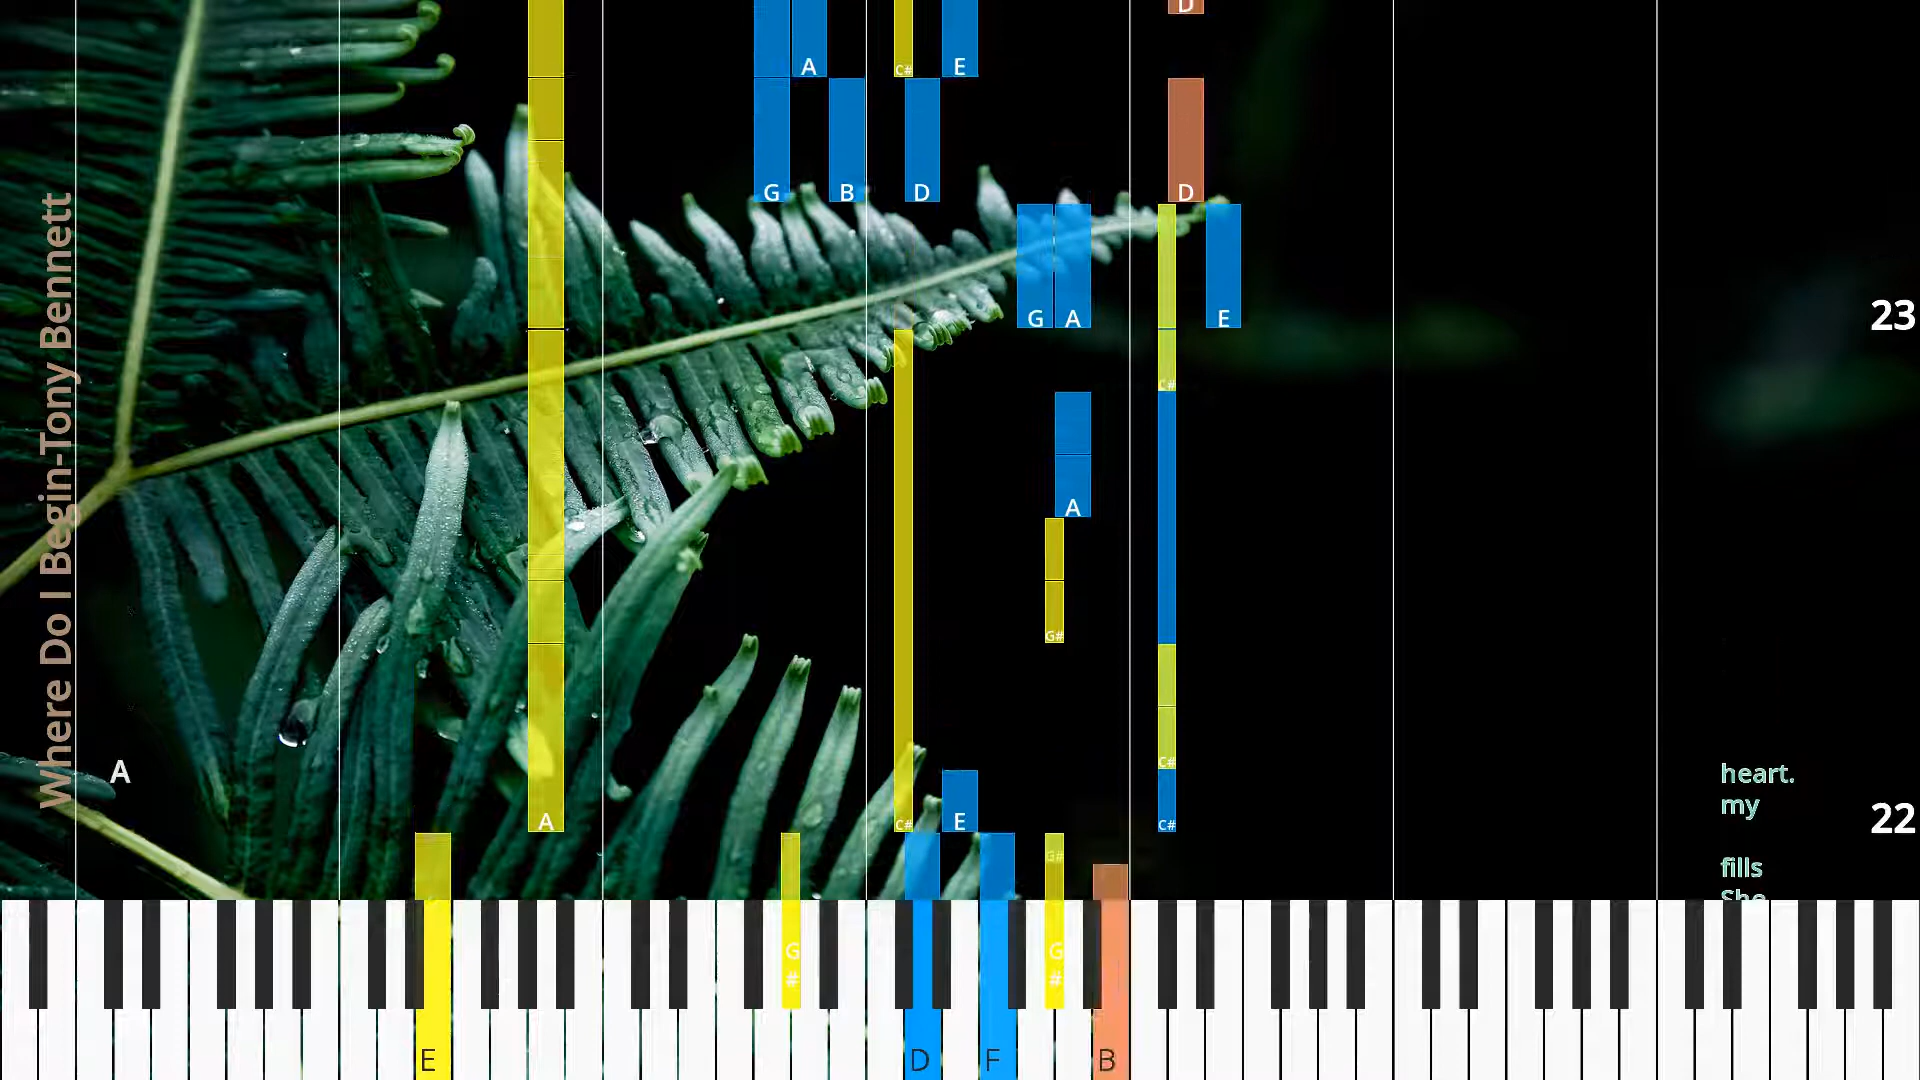 Where Do I Begin-Tony Bennett
D
A
C#
E
G
B
D
D
G
A
E
23
C#
A
G#
C#
A
heart.
my
A
C#
E
C#
22
G#
fills
She
G
#
G
#
E
D
F
B